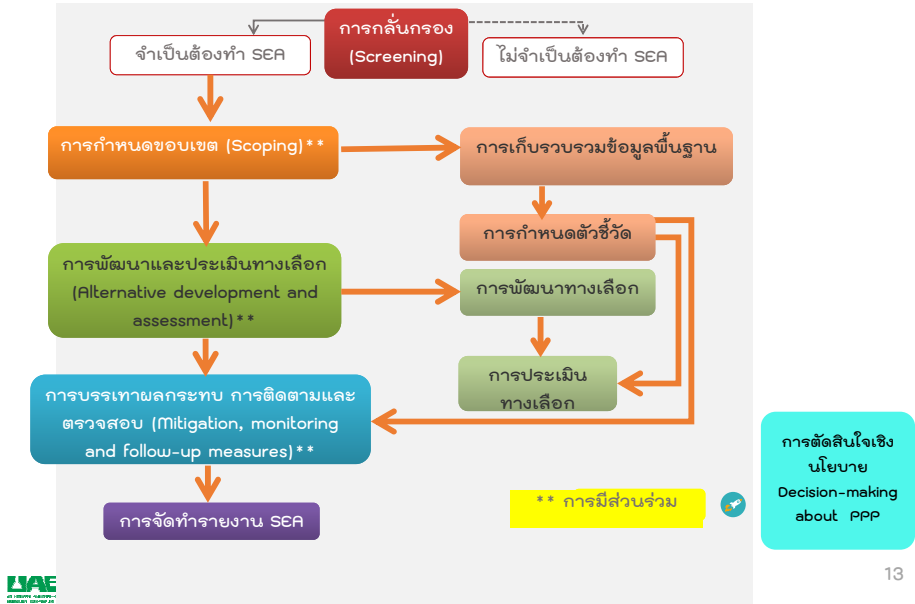 การกลั่นกรอง
(Screening)
จำเป็นต้องทำ SEA
ไม่จำเป็นต้องทำ SEA
การกำหนดขอบเขต (Scoping)**
การเก็บรวบรวมข้อมูลพื้นฐาน
การกำหนดตัวชี้วัด
การพัฒนาและประเมินทางเลือก
(Alternative development and
assessment)**
การพัฒนาทางเลือก
การประเมิน
ทางเลือก
การบรรเทาผลกระทบ การติดตามและ
ตรวจสอบ (Mitigation, monitoring
and follow-up measures)**
การจัดทำรายงาน SEA
** การมีส่วนร่วม
การตัดสินใจเชิง
นโยบาย
Decision-making
about PPP
UAE
13